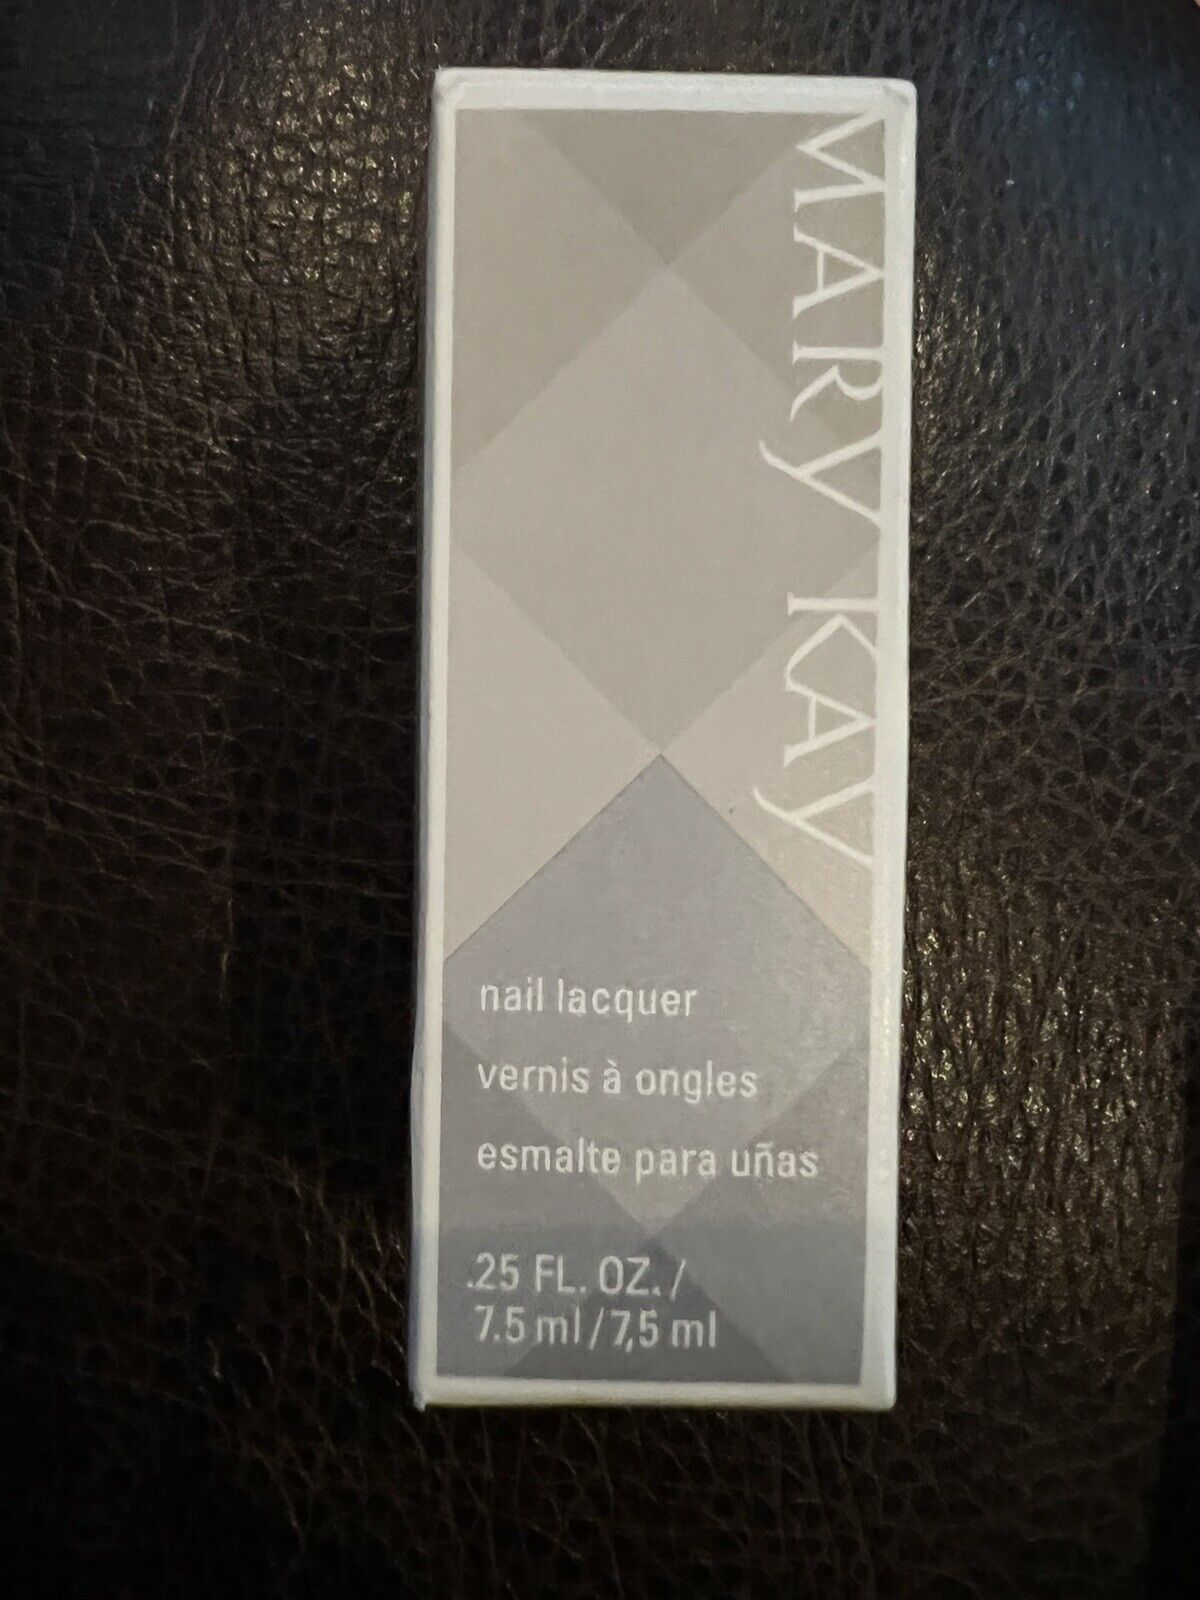 MARY KAY
nail lacquer
vernis à ongles
esmalte para uñas
.25 FL. OZ./
7.5 ml/7,5 ml